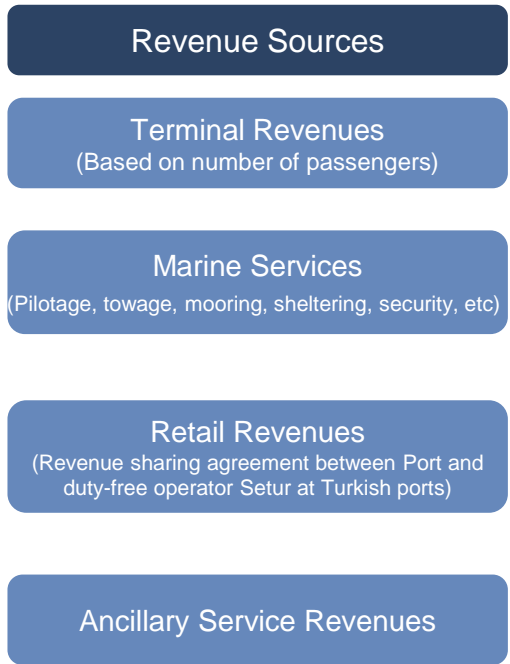 Revenue Sources
Terminal Revenues
(Based on number of passengers)
Marine Services
(Pilotage, towage, mooring, sheltering, security, etc)
Retail Revenues
(Revenue sharing agreement between Port and
duty-free operator Setur at Turkish ports)
Ancillary Service Revenues